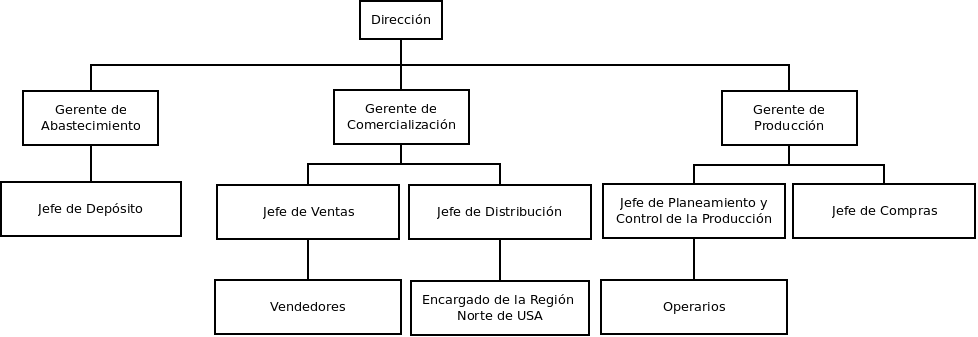 Dirección
Gerente de
Abastecimiento
Gerente de
Comercialización
Gerente de
Producción
Jefe de Depósito
Jefe de Ventas
Jefe de Distribución
Jefe de Planeamiento y
Control de la Producción
Jefe de Compras
Vendedores
Encargado de la Región
Norte de USA
Operarios